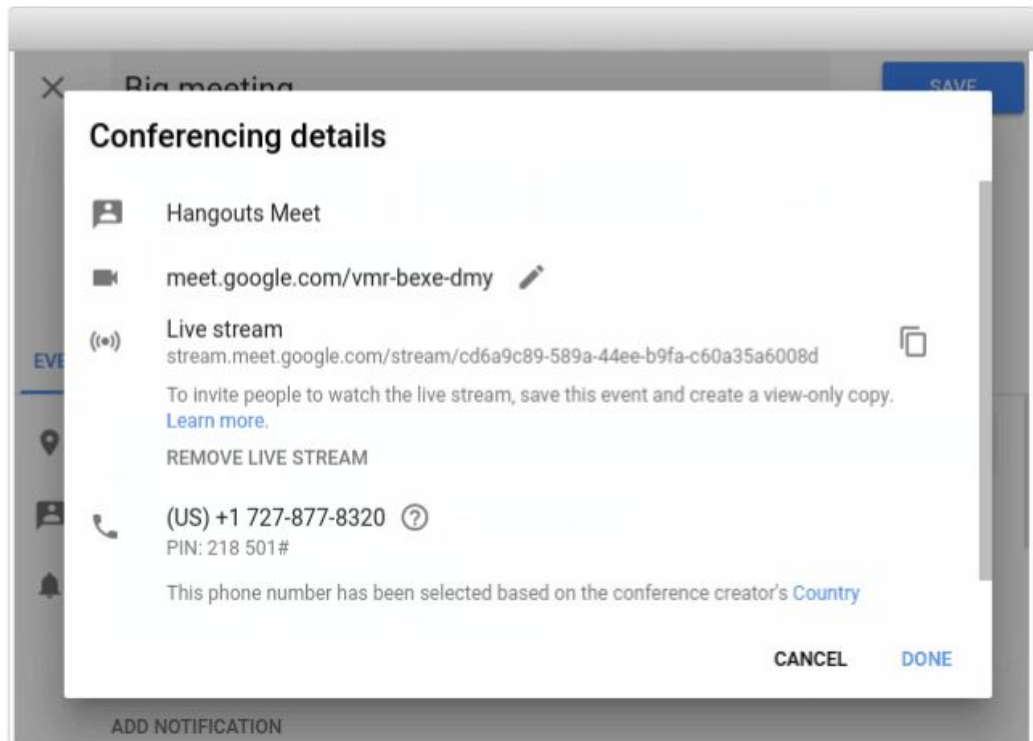 Big meeting
SAVE
Conferencing details
Hangouts Meet
meet.google.com/vmr-bexe-dmy
Live stream
stream.meet.google.com/stream/cd6a9c89-589a-44ee-b9fa-c60a35a6008d
EVE
To invite people to watch the live stream, save this event and create a view-only copy.
Learn more.
REMOVE LIVE STREAM
(US) +1 727-877-8320
PIN: 218 501#
This phone number has been selected based on the conference creator's Country
CANCEL DONE
ADD NOTIFICATION